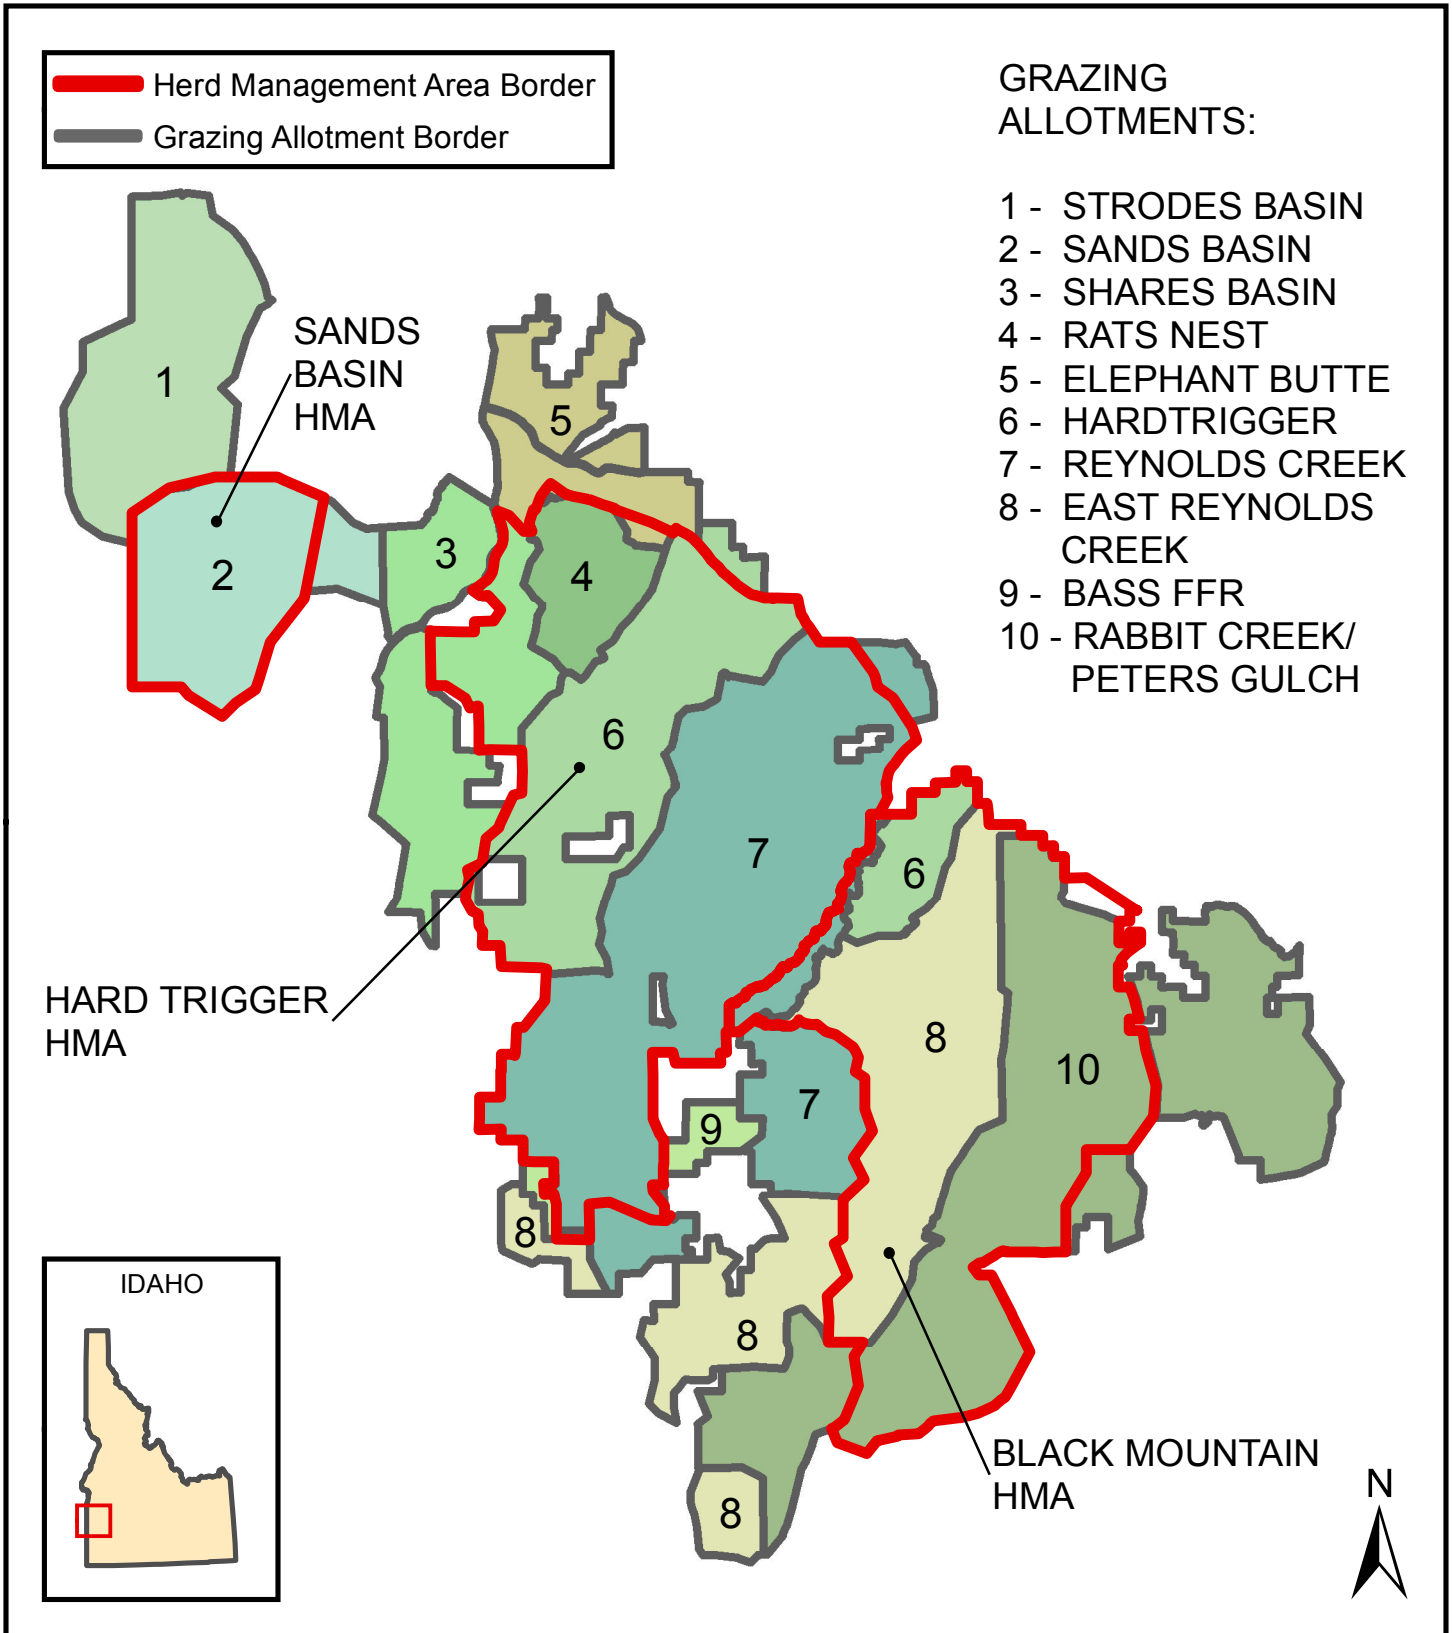 Herd Management Area Border
Grazing Allotment Border
GRAZING
ALLOTMENTS:
1 - STRODES BASIN
2 - SANDS BASIN
3 - SHARES BASIN
4 - RATS NEST
5 - ELEPHANT BUTTE
6 - HARDTRIGGER
7 - REYNOLDS CREEK
8 - EAST REYNOLDS
CREEK
9 - BASS FFR
10 - RABBIT CREEK/
PETERS GULCH
SANDS
BASIN
HMA
1
5
3
4
2
6
7
6
HARD TRIGGER
HMA
8
10
7
9
8
8
8
BLACK MOUNTAIN
HMA
IDAHO
N